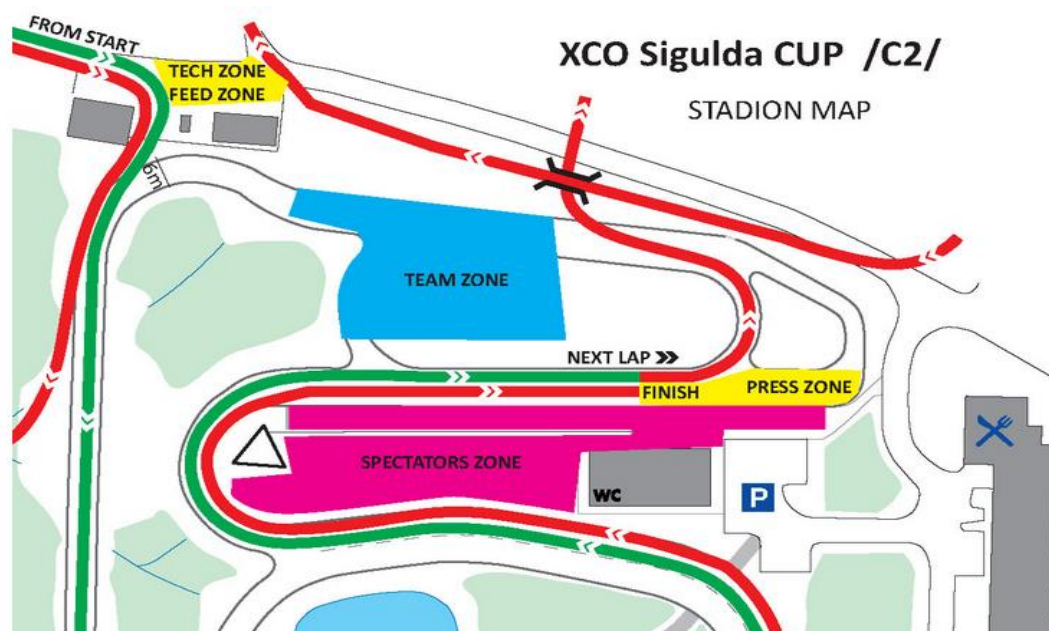 FROM START
XCO Sigulda CUP /C2/
TECH ZONE
FEED ZONE
STADION MAP
6m
TEAM ZONE
NEXT LAP
FINISH
PRESS ZONE
SPECTATORS ZONE
WC
P